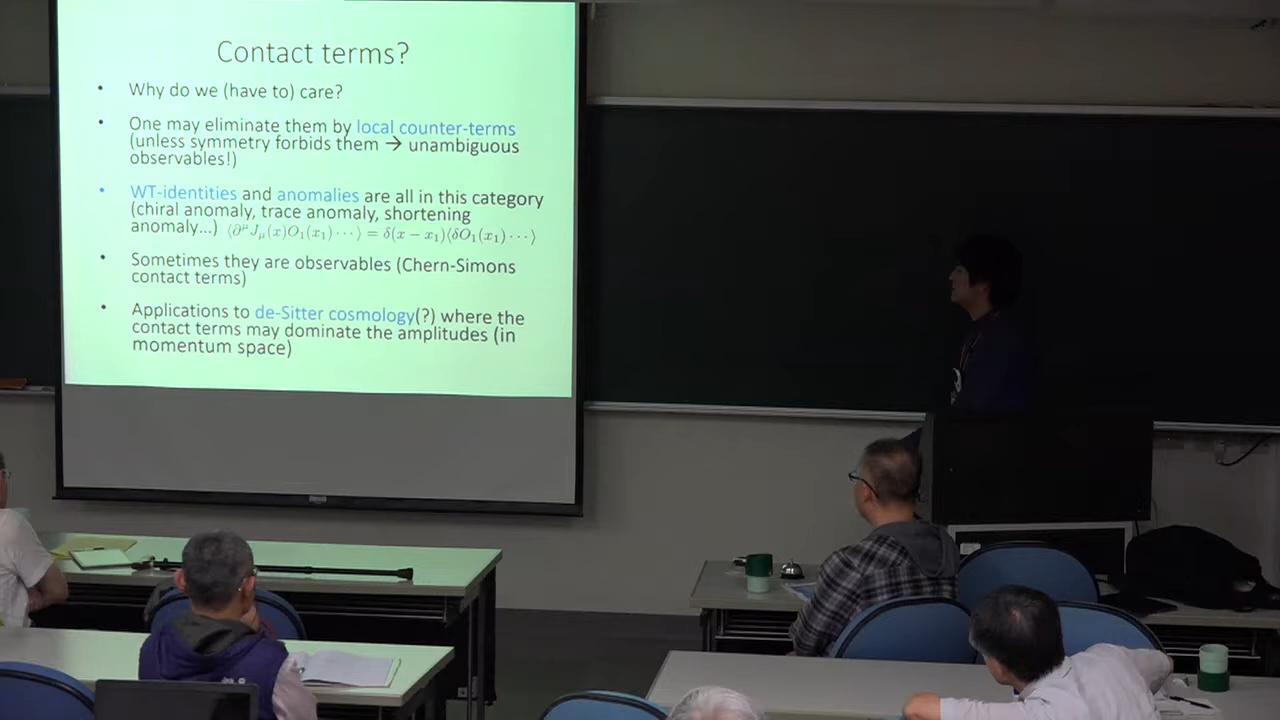 Contact terms?
• Why do we (have to) care?
• One may eliminate them by local counter-terms
(unless symmetry forbids them → unambiguous
observables!)
• WT-identities and anomalies are all in this category
(chiral anomaly, trace anomaly, shortening
anomaly...) ⟨∂^μ J_μ(x)O_1(x_1)···⟩ = δ(x − x_1)⟨δO_1(x_1)···⟩
• Sometimes they are observables (Chern-Simons
contact terms)
• Applications to de-Sitter cosmology(?) where the
contact terms may dominate the amplitudes (in
momentum space)